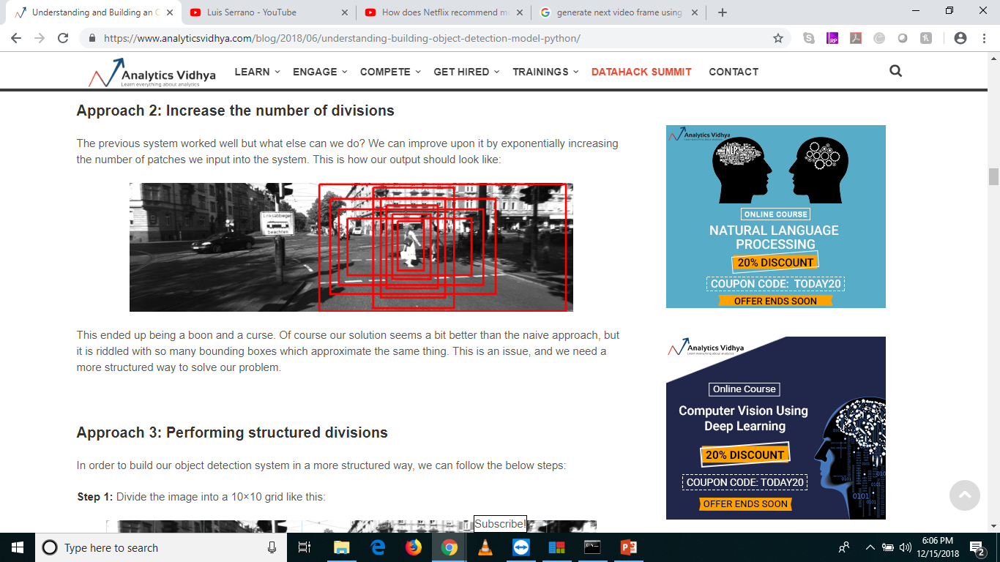 Understanding and Building an O
Luis Serrano - YouTube
How does Netflix recommend m
generate next video frame using
https://www.analyticsvidhya.com/blog/2018/06/understanding-building-object-detection-model-python/
RP
Analytics Vidhya
Learn everything about analytics
LEARN
ENGAGE
COMPETE
GET HIRED
TRAININGS
DATAHACK SUMMIT
CONTACT
Approach 2: Increase the number of divisions
The previous system worked well but what else can we do? We can improve upon it by exponentially increasing
the number of patches we input into the system. This is how our output should look like:
Linksabbieger
beachten
This ended up being a boon and a curse. Of course our solution seems a bit better than the naive approach, but
it is riddled with so many bounding boxes which approximate the same thing. This is an issue, and we need a
more structured way to solve our problem.
Approach 3: Performing structured divisions
In order to build our object detection system in a more structured way, we can follow the below steps:
Step 1: Divide the image into a 10×10 grid like this:
Subscribe!
Analytics Vidhya
Learn everything about analytics
NLP
ONLINE COURSE
NATURAL LANGUAGE
PROCESSING
20% DISCOUNT
COUPON CODE: TODAY20
OFFER ENDS SOON
Analytics Vidhya
Learn everything about analytics
Online Course
Computer Vision Using
Deep Learning
20% DISCOUNT
COUPON CODE: TODAY20
OFFER ENDS SOON
0101
0101
Type here to search
6:06 PM
12/15/2018
2